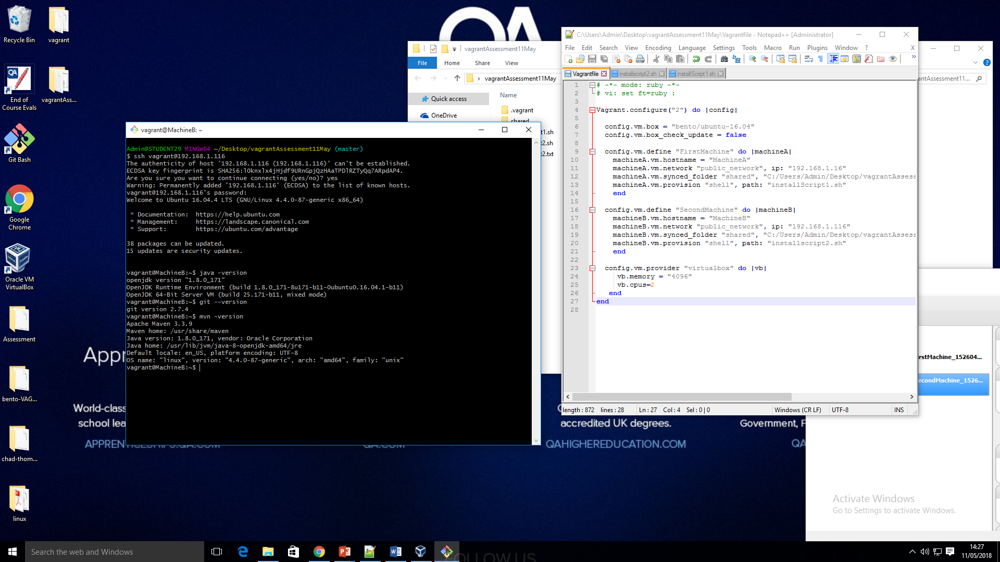 Recycle Bin
vagrant
End of
Course Evals
vagrantAss...
Git Bash
Google
Chrome
Oracle VM
VirtualBox
Assessment
bento-VAG...
chad-thom...
linux
QA
vagrantAssessment11May
File
Home
Share
View
vagrantAssessment11May
antAssessment11...
Quick access
OneDrive
Name
.vagrant
shared
t1.sh
t2.sh
t2.txt
vagrant@MachineB: ~
Admin@STUDENT29 MINGW64 ~/Desktop/vagrantAssessment11May (master)
$ ssh vagrant@192.168.1.116
The authenticity of host '192.168.1.116 (192.168.1.116)' can't be established.
ECDSA key fingerprint is SHA256:lOknxlx4jHjdf9URnGpjQzHAaTPDlRZTyQq7ARpdAP4.
Are you sure you want to continue connecting (yes/no)? yes
Warning: Permanently added '192.168.1.116' (ECDSA) to the list of known hosts.
vagrant@192.168.1.116's password:
Welcome to Ubuntu 16.04.4 LTS (GNU/Linux 4.4.0-87-generic x86_64)
* Documentation:  https://help.ubuntu.com
* Management:     https://landscape.canonical.com
* Support:        https://ubuntu.com/advantage
38 packages can be updated.
15 updates are security updates.
vagrant@MachineB:~$ java -version
openjdk version "1.8.0_171"
OpenJDK Runtime Environment (build 1.8.0_171-8u171-b11-0ubuntu0.16.04.1-b11)
OpenJDK 64-Bit Server VM (build 25.171-b11, mixed mode)
vagrant@MachineB:~$ git --version
git version 2.7.4
vagrant@MachineB:~$ mvn -version
Apache Maven 3.3.9
Maven home: /usr/share/maven
Java version: 1.8.0_171, vendor: Oracle Corporation
Java home: /usr/lib/jvm/java-8-openjdk-amd64/jre
Default locale: en_US, platform encoding: UTF-8
OS name: "linux", version: "4.4.0-87-generic", arch: "amd64", family: "unix"
vagrant@MachineB:~$
C:\Users\Admin\Desktop\vagrantAssessment11May\Vagrantfile - Notepad++ [Administrator]
File Edit Search View Encoding Language Settings Tools Macro Run Plugins Window ? X
Vagrantfile installscript2.sh installScript1.sh
1 # -*- mode: ruby -*-
2 # vi: set ft=ruby :
3
4 Vagrant.configure("2") do |config|
5
6 config.vm.box = "bento/ubuntu-16.04"
7 config.vm.box_check_update = false
8
9 config.vm.define "FirstMachine" do |machineA|
10 machineA.vm.hostname = "MachineA"
11 machineA.vm.network "public_network", ip: "192.168.1.16"
12 machineA.vm.synced_folder "shared", "C:/Users/Admin/Desktop/vagrantAssess
13 machineA.vm.provision "shell", path: "installScript1.sh"
14 end
15
16 config.vm.define "SecondMachine" do |machineB|
17 machineB.vm.hostname = "MachineB"
18 machineB.vm.network "public_network", ip: "192.168.1.116"
19 machineB.vm.synced_folder "shared", "C:/Users/Admin/Desktop/vagrantAssess
20 machineB.vm.provision "shell", path: "installscript2.sh"
21 end
22
23 config.vm.provider "virtualbox" do |vb|
24 vb.memory = "4096"
25 vb.cpus=2
26 end
27 end
28
length : 872 lines : 28 Ln : 27 Col : 4 Sel : 0 | 0 Windows (CR LF) UTF-8 INS
irstMachine_152604...
econdMachine_1526...
Appr
World-class
school lea
APPRENTICESHIPS.QA.COM
QA.COM
accredited UK degrees.
QAHIGHEREDUCATION.COM
Government, F
QA
Activate Windows
Go to Settings to activate Windows.
FOLLOW US
Search the web and Windows
14:27
11/05/2018